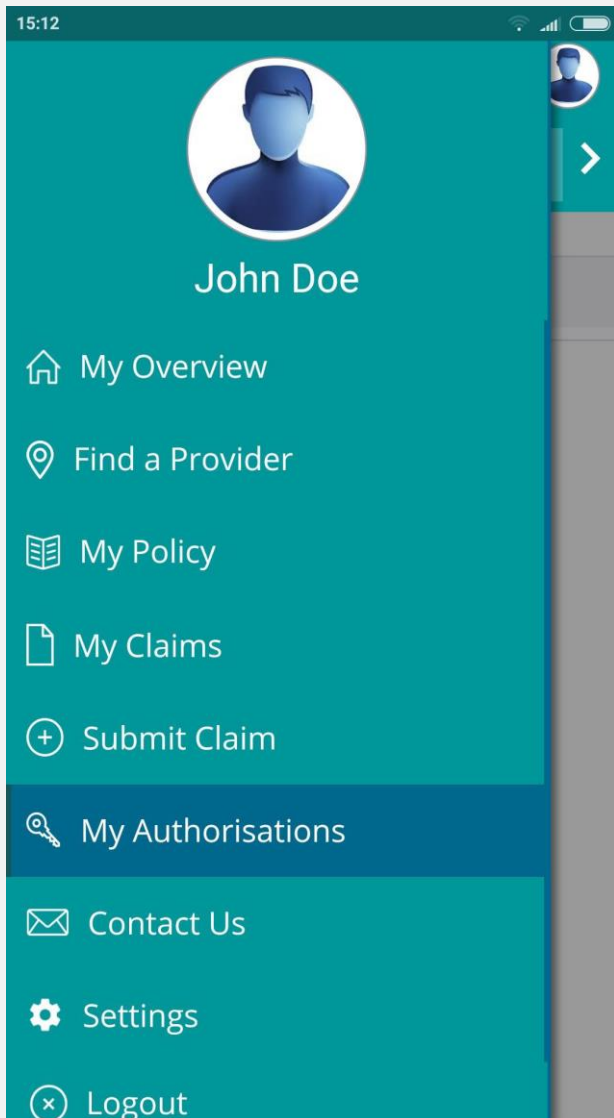 15:12
John Doe
My Overview
Find a Provider
My Policy
My Claims
Submit Claim
My Authorisations
Contact Us
Settings
Logout